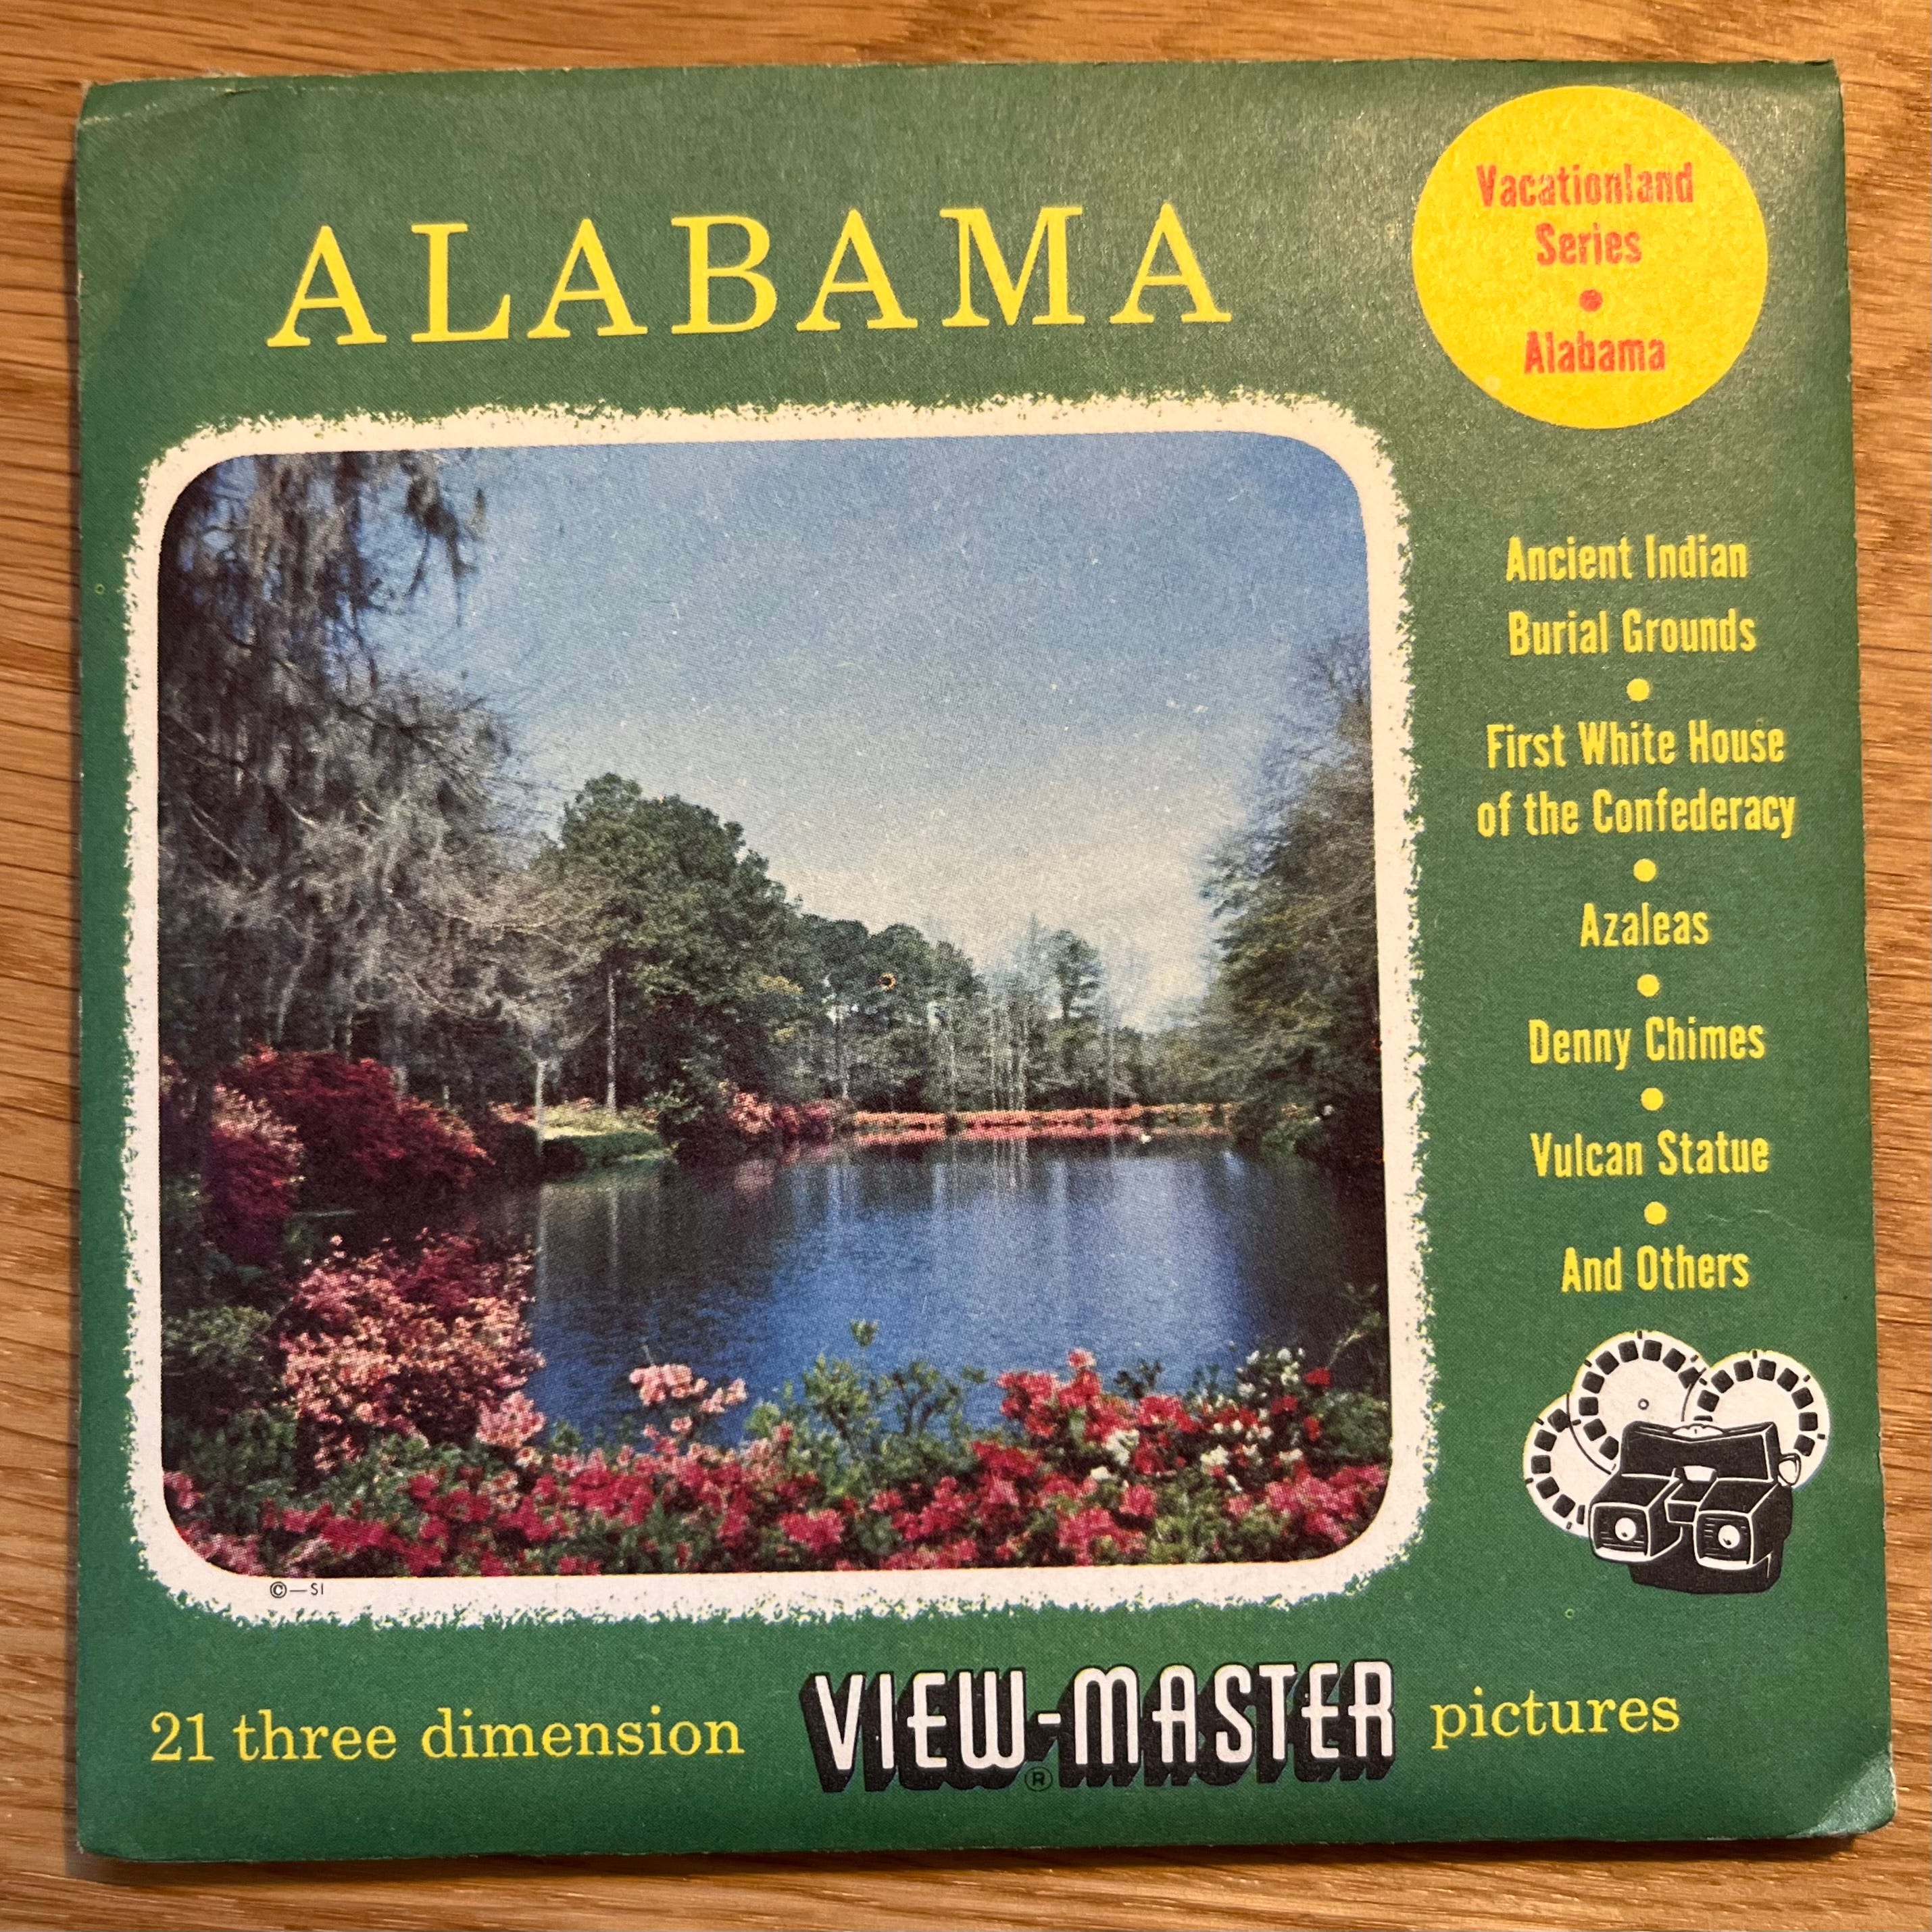 ALABAMA
Vacationland
Series
•
Alabama
Ancient Indian
Burial Grounds
•
First White House
of the Confederacy
•
Azaleas
•
Denny Chimes
•
Vulcan Statue
•
And Others
©—SI
21 three dimension VIEW-MASTER® pictures